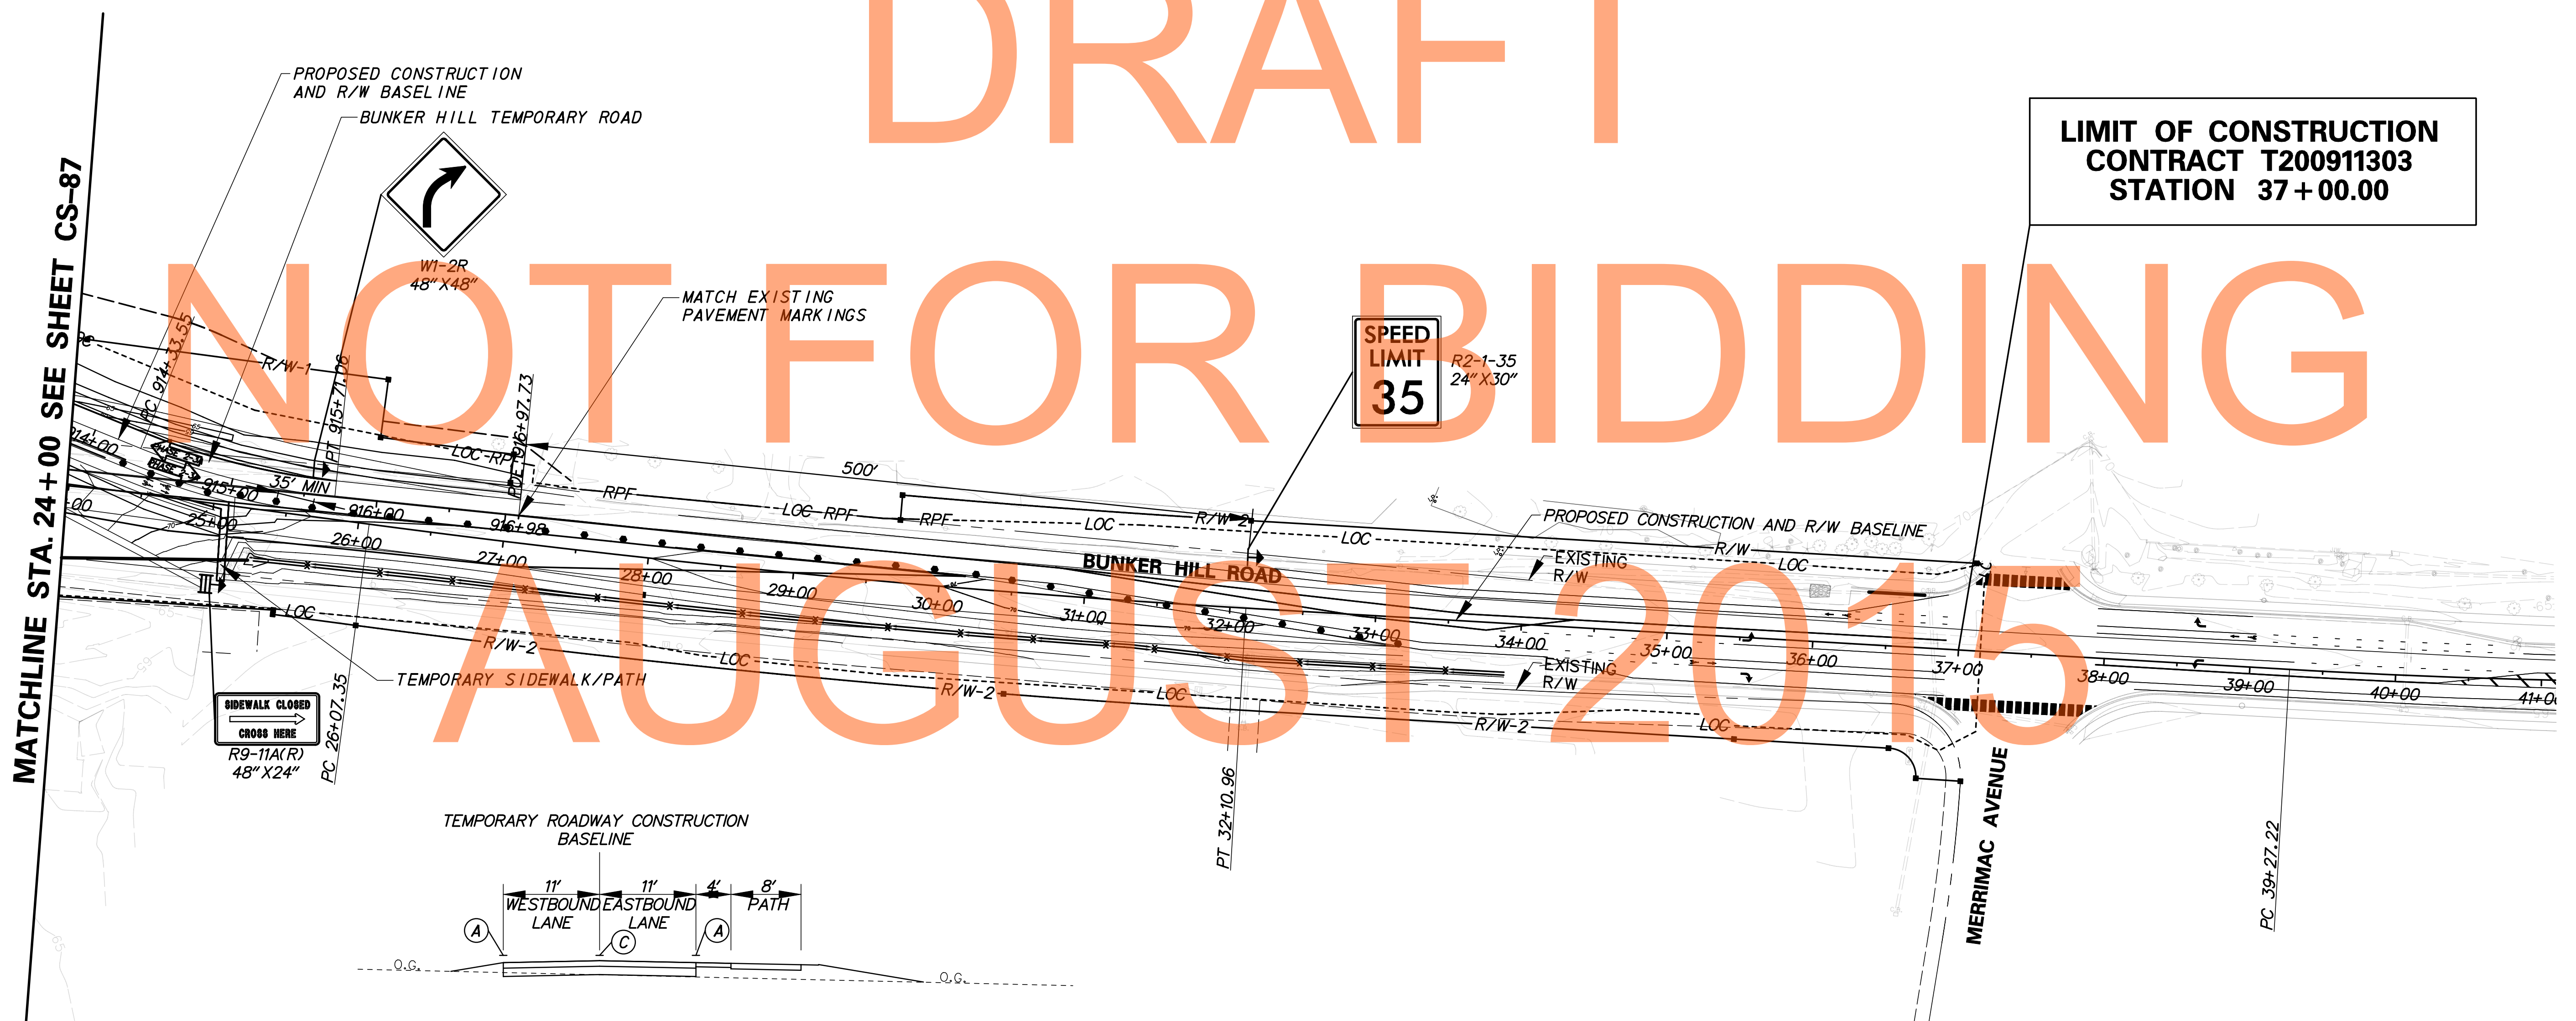 DRAFT
NOT FOR BIDDING
AUGUST 2015
MATCHLINE STA. 24+00 SEE SHEET CS-87
PROPOSED CONSTRUCTION
AND R/W BASELINE
BUNKER HILL TEMPORARY ROAD
W1-2R
48"X48"
MATCH EXISTING
PAVEMENT MARKINGS
LIMIT OF CONSTRUCTION
CONTRACT T200911303
STATION 37+00.00
SPEED
LIMIT
35
R2-1-35
24"X30"
PC 914+33.55
R/W-1
PT 915+71.06
POE 916+97.73
914+00
LOC-RPF
500'
35' MIN
915+00
916+00
916+98
RPF
LOC-RPF
RPF
LOC
R/W-2
LOC
PROPOSED CONSTRUCTION AND R/W BASELINE
R/W
LOC
EXISTING
R/W
BUNKER HILL ROAD
+00
25+00
26+00
27+00
28+00
29+00
30+00
31+00
32+00
33+00
34+00
35+00
36+00
37+00
38+00
39+00
40+00
41+00
EXISTING
R/W
LOC
R/W-2
LOC
R/W-2
LOC
R/W-2
LOC
TEMPORARY SIDEWALK/PATH
SIDEWALK CLOSED
CROSS HERE
R9-11A(R)
48"X24"
PC 26+07.35
PT 32+10.96
MERRIMAC AVENUE
PC 39+27.22
TEMPORARY ROADWAY CONSTRUCTION
BASELINE
11'
11'
4'
8'
WESTBOUND
LANE
EASTBOUND
LANE
PATH
A
C
A
O.G.
O.G.